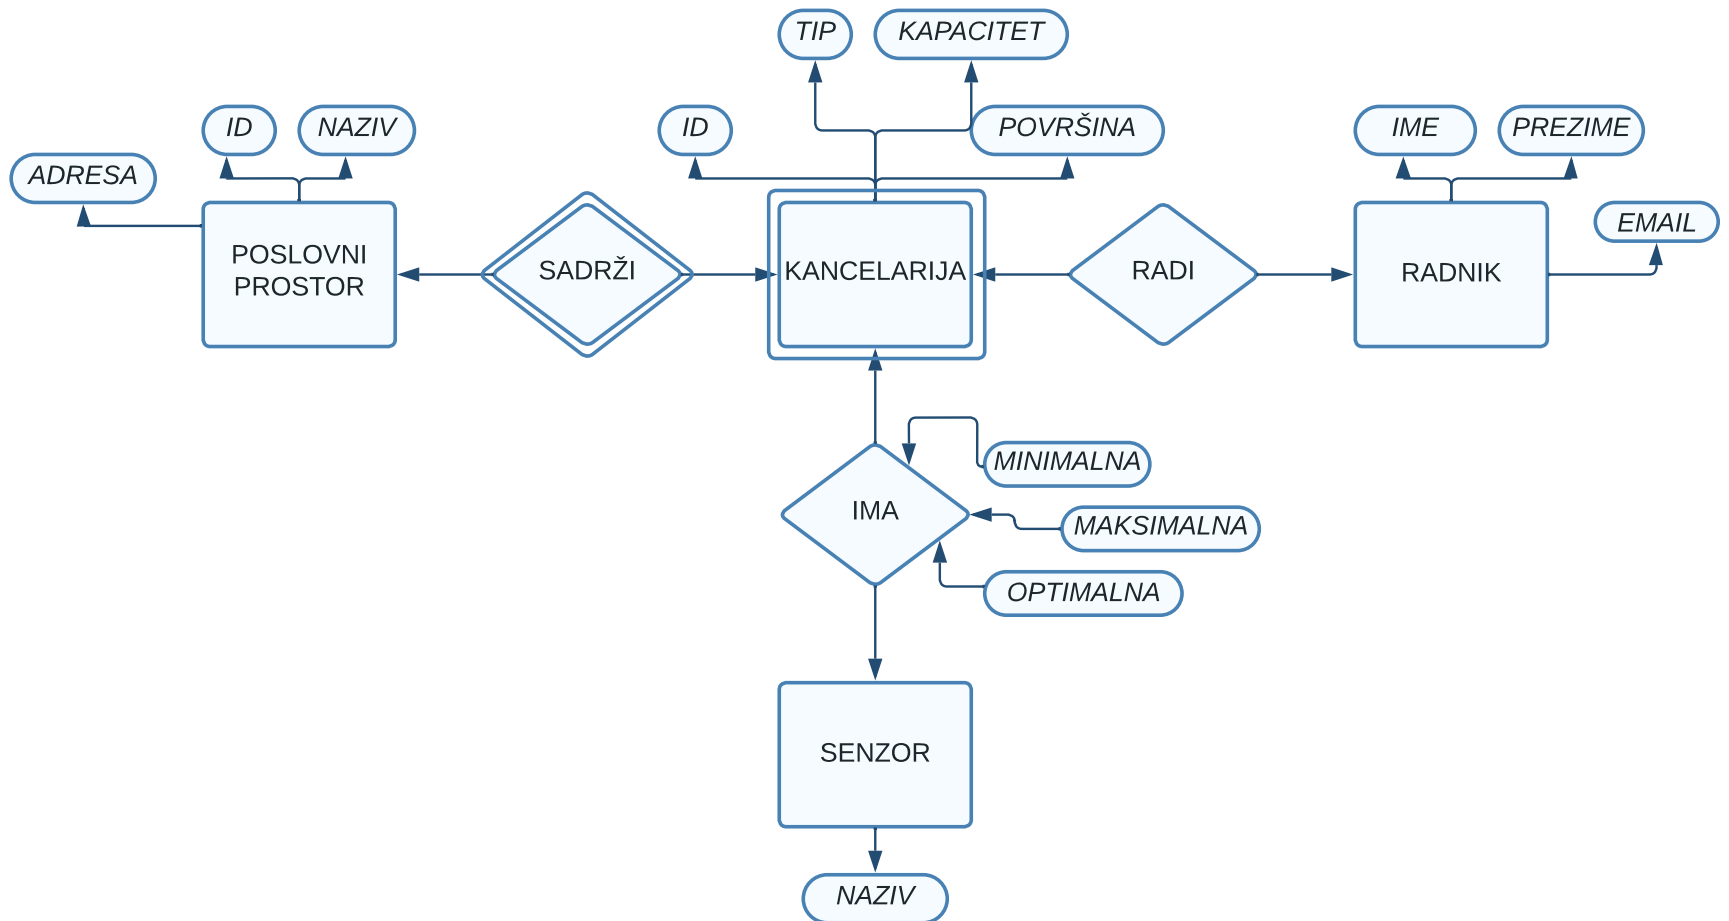 TIP
KAPACITET
ID
NAZIV
ID
POVRŠINA
IME
PREZIME
ADRESA
EMAIL
POSLOVNI
PROSTOR
SADRŽI
KANCELARIJA
RADI
RADNIK
MINIMALNA
IMA
MAKSIMALNA
OPTIMALNA
SENZOR
NAZIV